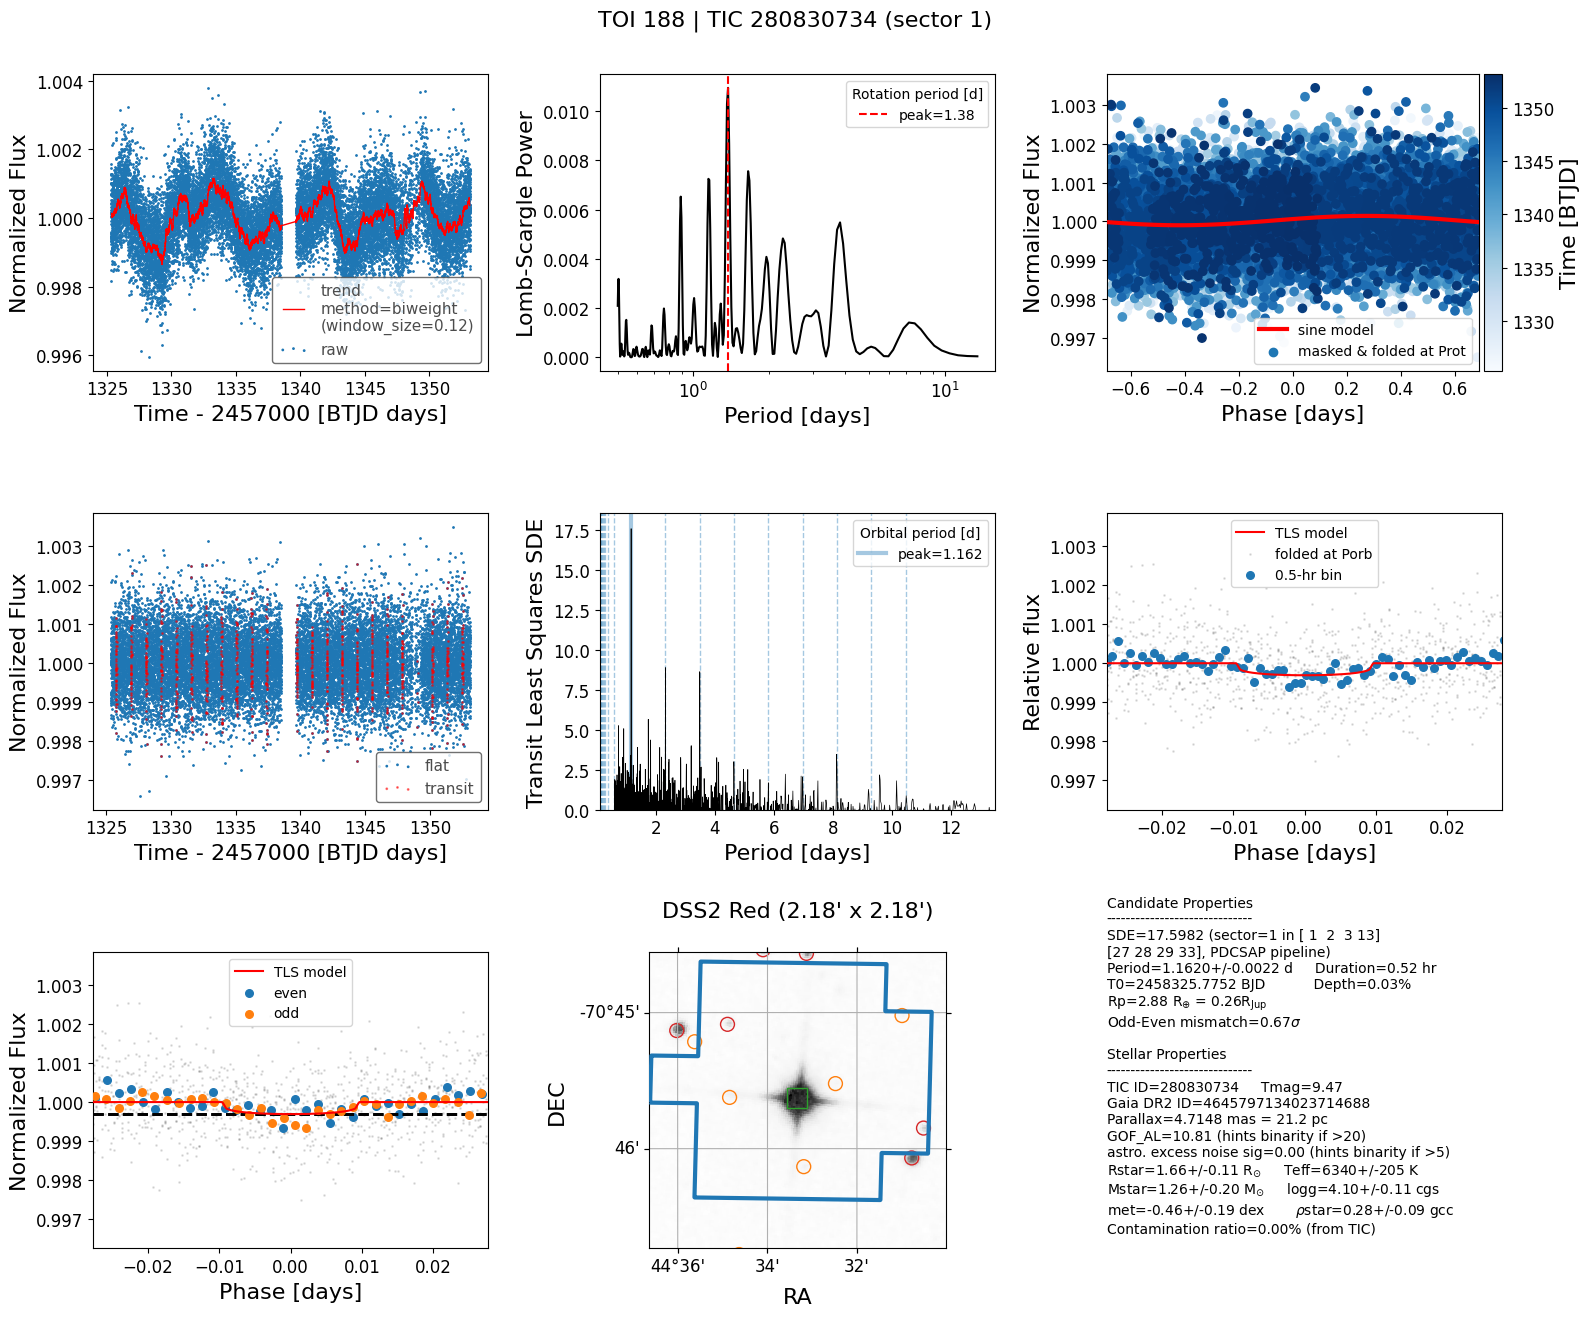 TOI 188 | TIC 280830734 (sector 1)
Normalized Flux
1.004
1.002
1.000
0.998
0.996
trend
method=biweight
(window_size=0.12)
raw
1325 1330 1335 1340 1345 1350
Time - 2457000 [BTJD days]
Lomb-Scargle Power
0.010
0.008
0.006
0.004
0.002
0.000
Rotation period [d]
peak=1.38
10⁰ 10¹
Period [days]
Normalized Flux
1.003
1.002
1.001
1.000
0.999
0.998
0.997
sine model
masked & folded at Prot
−0.6 −0.4 −0.2 0.0 0.2 0.4 0.6
Phase [days]
1350
1345
1340
1335
1330
Time [BTJD]
Normalized Flux
1.003
1.002
1.001
1.000
0.999
0.998
0.997
flat
transit
1325 1330 1335 1340 1345 1350
Time - 2457000 [BTJD days]
Transit Least Squares SDE
17.5
15.0
12.5
10.0
7.5
5.0
2.5
0.0
Orbital period [d]
peak=1.162
2 4 6 8 10 12
Period [days]
Relative flux
1.003
1.002
1.001
1.000
0.999
0.998
0.997
TLS model
folded at Porb
0.5-hr bin
−0.02 −0.01 0.00 0.01 0.02
Phase [days]
Normalized Flux
1.003
1.002
1.001
1.000
0.999
0.998
0.997
TLS model
even
odd
−0.02 −0.01 0.00 0.01 0.02
Phase [days]
DSS2 Red (2.18' x 2.18')
DEC
-70°45'
46'
44°36' 34' 32'
RA
Candidate Properties
-------------------------------
SDE=17.5982 (sector=1 in [ 1 2 3 13]
[27 28 29 33], PDCSAP pipeline)
Period=1.1620+/-0.0022 d Duration=0.52 hr
T0=2458325.7752 BJD Depth=0.03%
Rp=2.88 R⊕ = 0.26RJup
Odd-Even mismatch=0.67σ
Stellar Properties
-------------------------------
TIC ID=280830734 Tmag=9.47
Gaia DR2 ID=4645797134023714688
Parallax=4.7148 mas = 21.2 pc
GOF_AL=10.81 (hints binarity if >20)
astro. excess noise sig=0.00 (hints binarity if >5)
Rstar=1.66+/-0.11 R⊙ Teff=6340+/-205 K
Mstar=1.26+/-0.20 M⊙ logg=4.10+/-0.11 cgs
met=-0.46+/-0.19 dex ρstar=0.28+/-0.09 gcc
Contamination ratio=0.00% (from TIC)